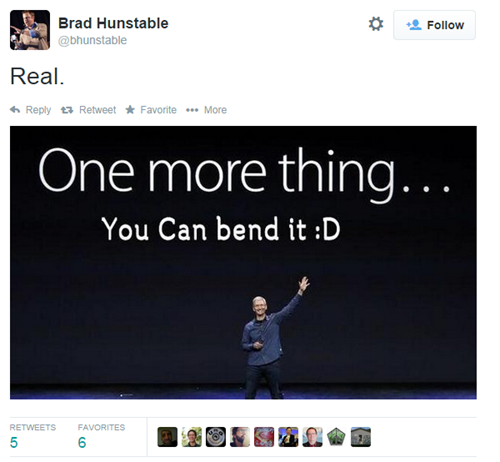 Brad Hunstable
@bhunstable
Follow
Real.
Reply Retweet Favorite More
One more thing...
You Can bend it :D
RETWEETS FAVORITES
5 6